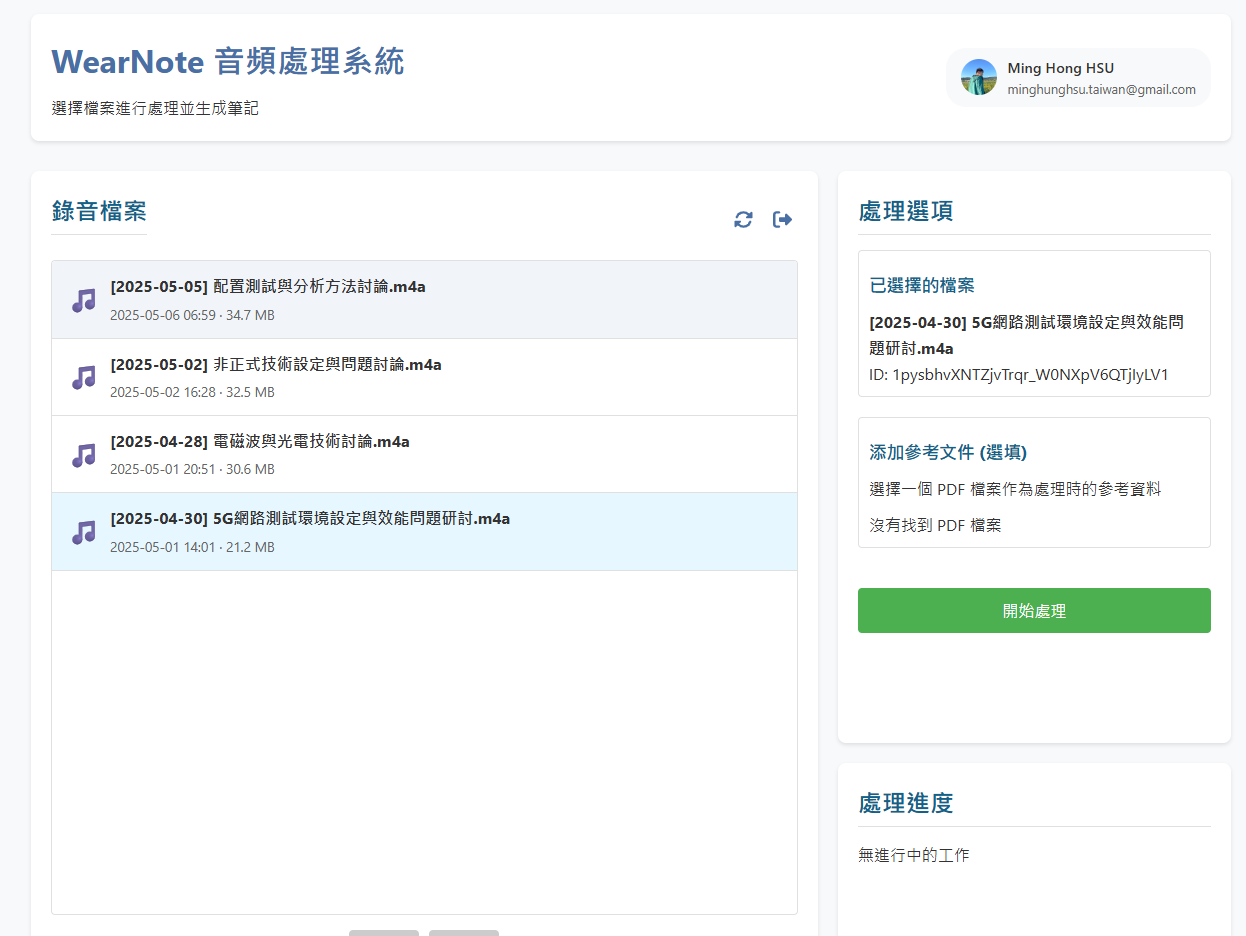 WearNote 音頻處理系統
選擇檔案進行處理並生成筆記
Ming Hong HSU
minghunghsu.taiwan@gmail.com
錄音檔案
[2025-05-05] 配置測試與分析方法討論.m4a
2025-05-06 06:59 · 34.7 MB
[2025-05-02] 非正式技術設定與問題討論.m4a
2025-05-02 16:28 · 32.5 MB
[2025-04-28] 電磁波與光電技術討論.m4a
2025-05-01 20:51 · 30.6 MB
[2025-04-30] 5G網路測試環境設定與效能問題研討.m4a
2025-05-01 14:01 · 21.2 MB
處理選項
已選擇的檔案
[2025-04-30] 5G網路測試環境設定與效能問
題研討.m4a
ID: 1pysbhvXNTZjvTrqr_W0NXpV6QTjIyLV1
添加參考文件 (選填)
選擇一個 PDF 檔案作為處理時的參考資料
沒有找到 PDF 檔案
開始處理
處理進度
無進行中的工作